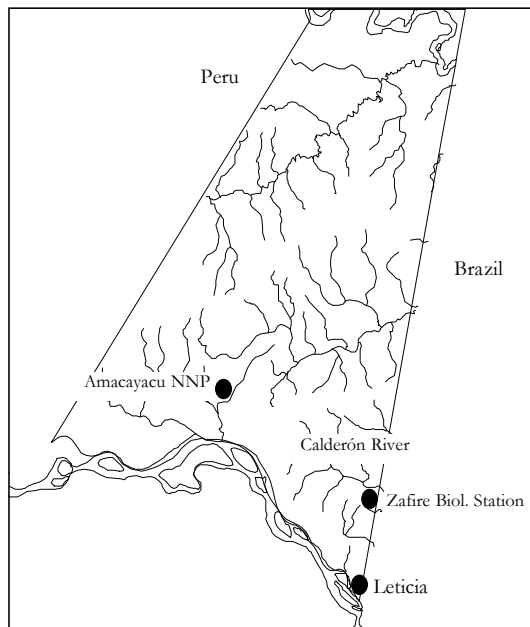 Peru
Brazil
Amacayacu NNP
Calderón River
Zafire Biol. Station
Leticia